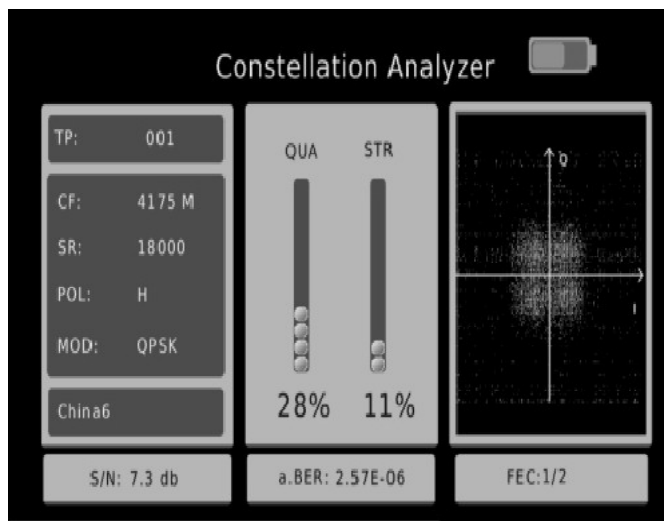 Constellation Analyzer
TP: 001
CF: 4175 M
SR: 18000
POL: H
MOD: QPSK
China6
QUA STR
28% 11%
Q
I
S/N: 7.3 db
a.BER: 2.57E-06
FEC:1/2